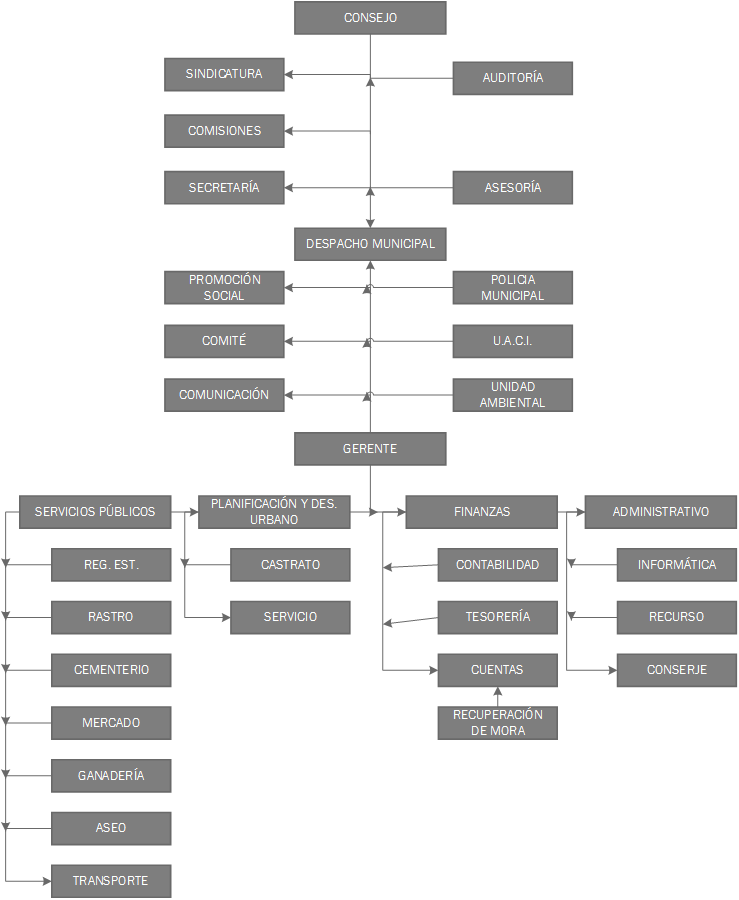 CONSEJO
SINDICATURA
AUDITORÍA
COMISIONES
SECRETARÍA
ASESORÍA
DESPACHO MUNICIPAL
PROMOCIÓN
SOCIAL
POLICIA
MUNICIPAL
COMITÉ
U.A.C.I.
COMUNICACIÓN
UNIDAD
AMBIENTAL
GERENTE
SERVICIOS PÚBLICOS
PLANIFICACIÓN Y DES.
URBANO
FINANZAS
ADMINISTRATIVO
REG. EST.
CASTRATO
CONTABILIDAD
INFORMÁTICA
RASTRO
SERVICIO
TESORERÍA
RECURSO
CEMENTERIO
CUENTAS
CONSERJE
MERCADO
RECUPERACIÓN
DE MORA
GANADERÍA
ASEO
TRANSPORTE